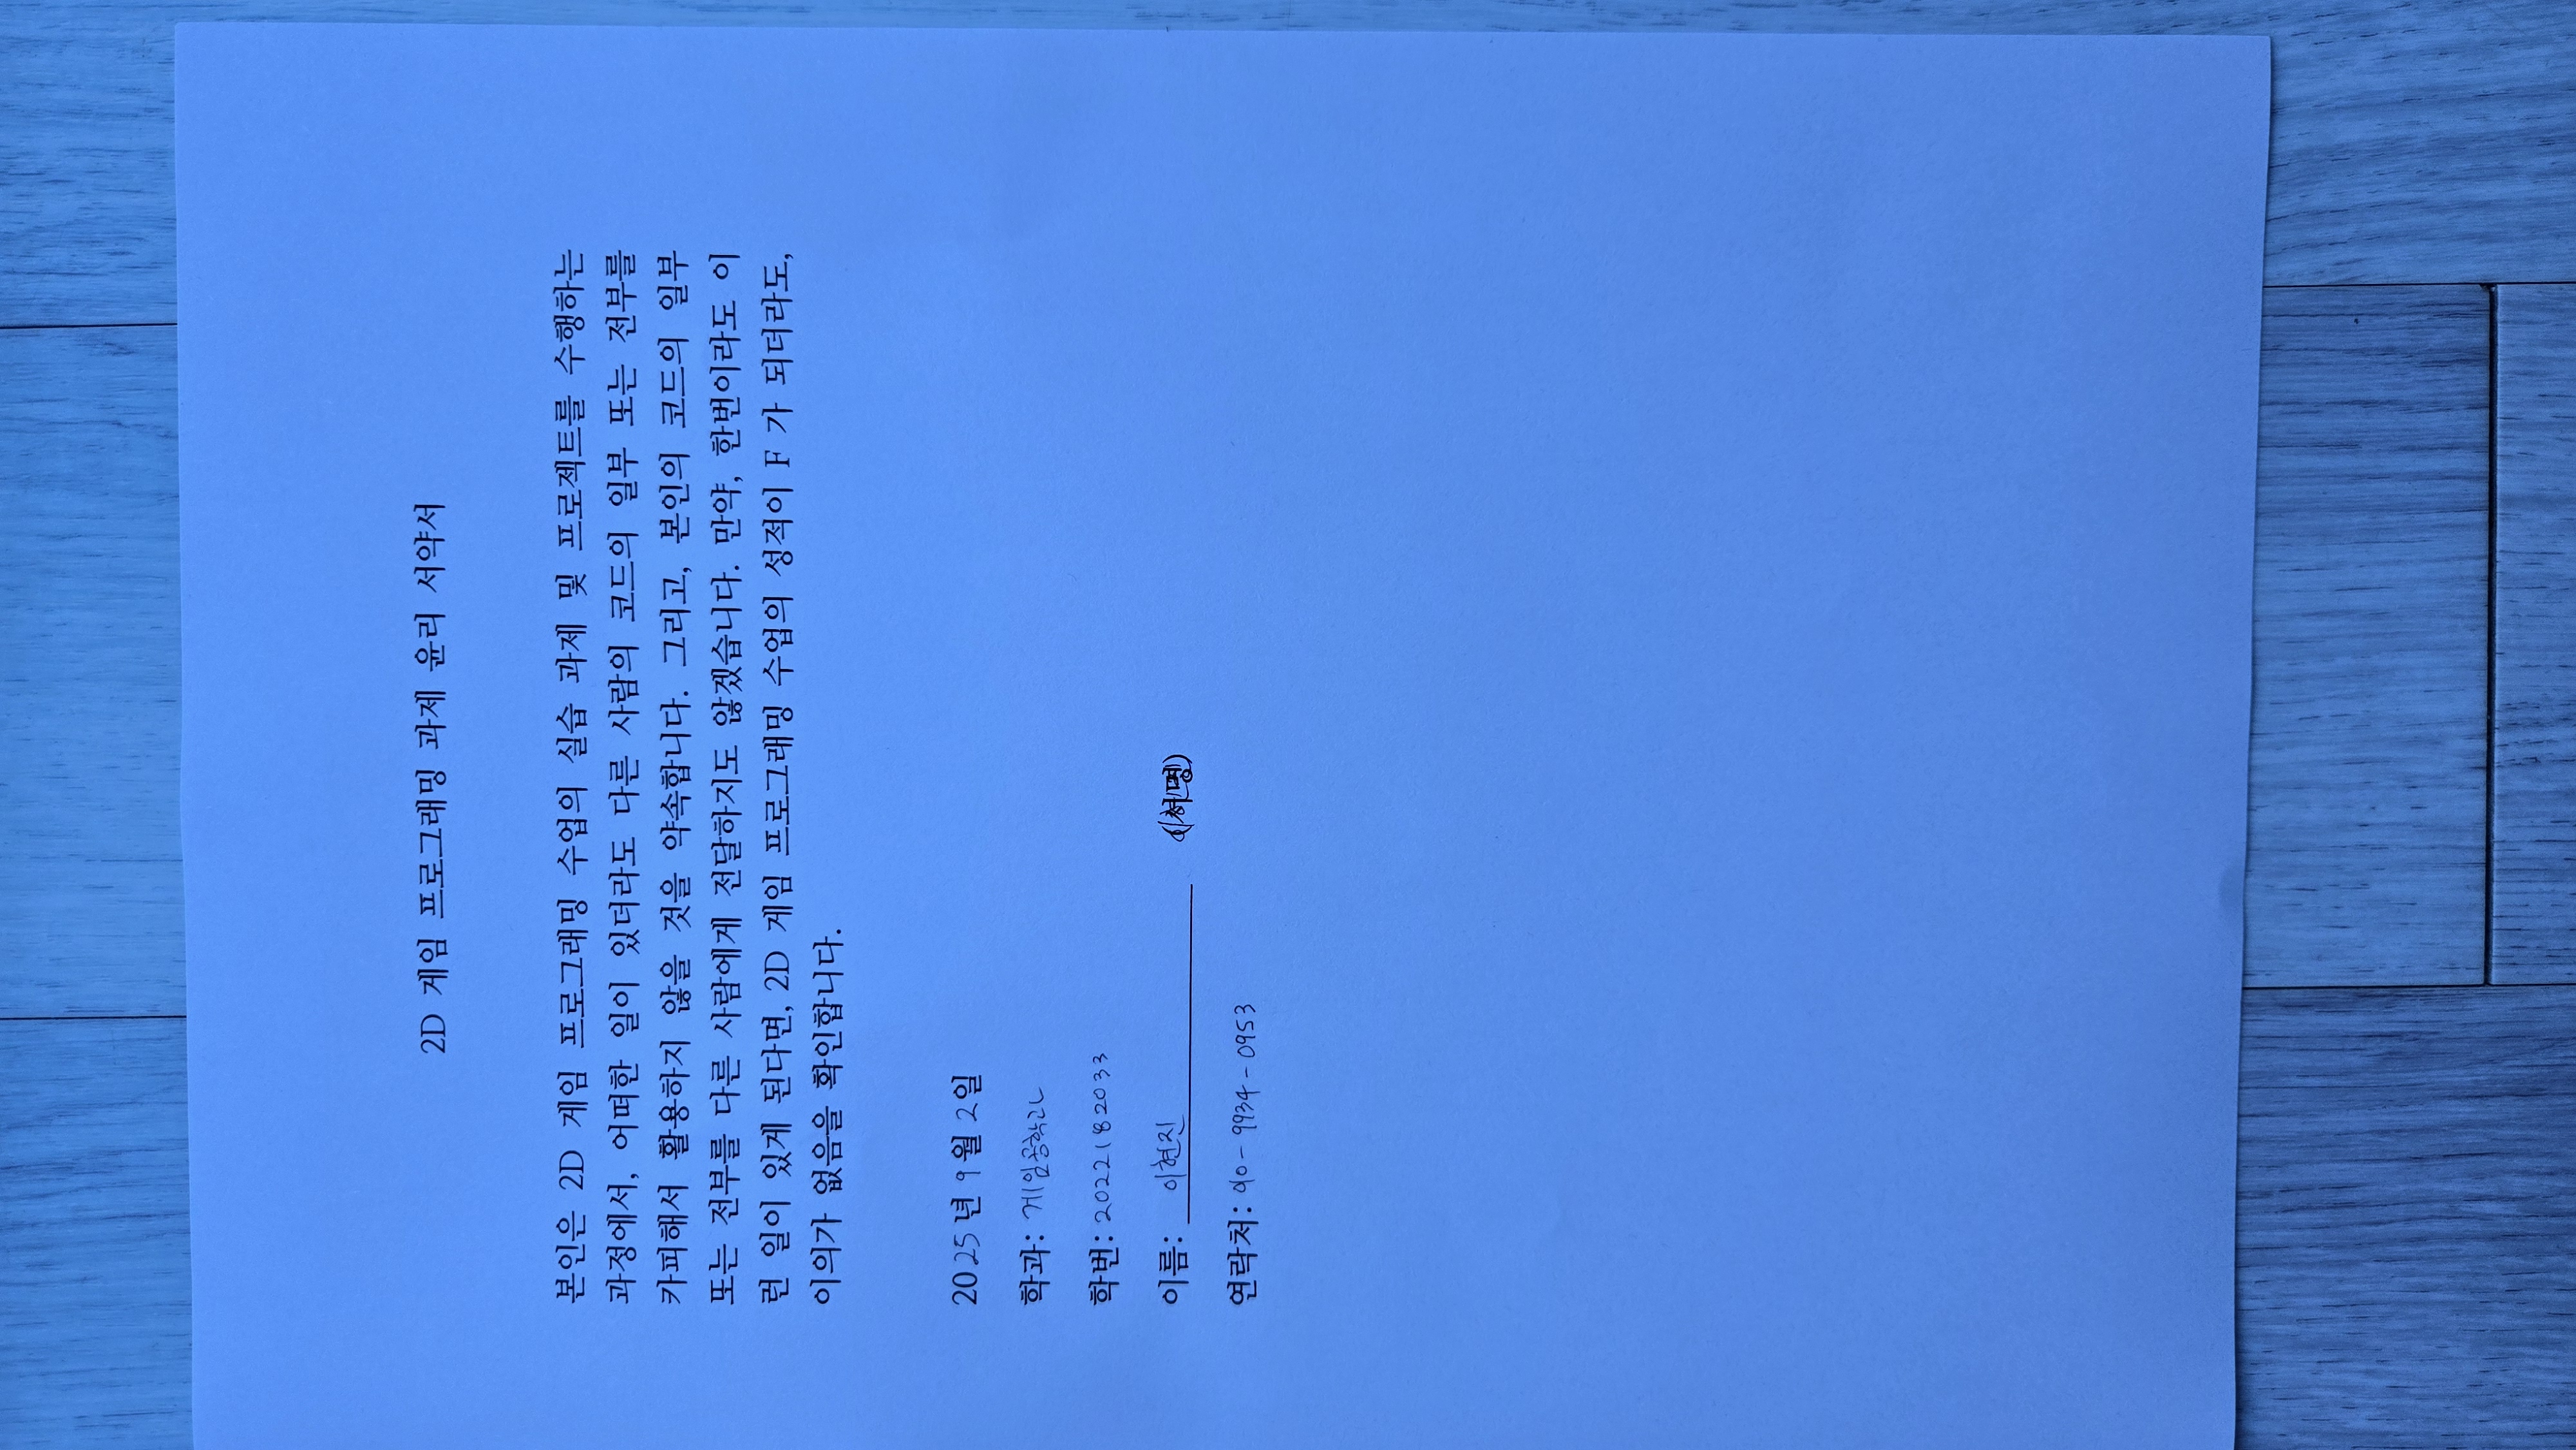 2D 게임 프로그래밍 과제 윤리 서약서
본인은 2D 게임 프로그래밍 수업의 실습 과제 및 프로젝트를 수행하는
과정에서, 어떠한 일이 있더라도 다른 사람의 코드의 일부 또는 전부를
카피해서 활용하지 않을 것을 약속합니다. 그리고, 본인의 코드의 일부
또는 전부를 다른 사람에게 전달하지도 않겠습니다. 만약, 한번이라도 이
런 일이 있게 된다면, 2D 게임 프로그래밍 수업의 성적이 F 가 되더라도,
이의가 없음을 확인합니다.
2025년 9월 2일
학과: 게임공학과
학번: 2022182033
이름: 이현진 (서명)
연락처: 010-9934-0953